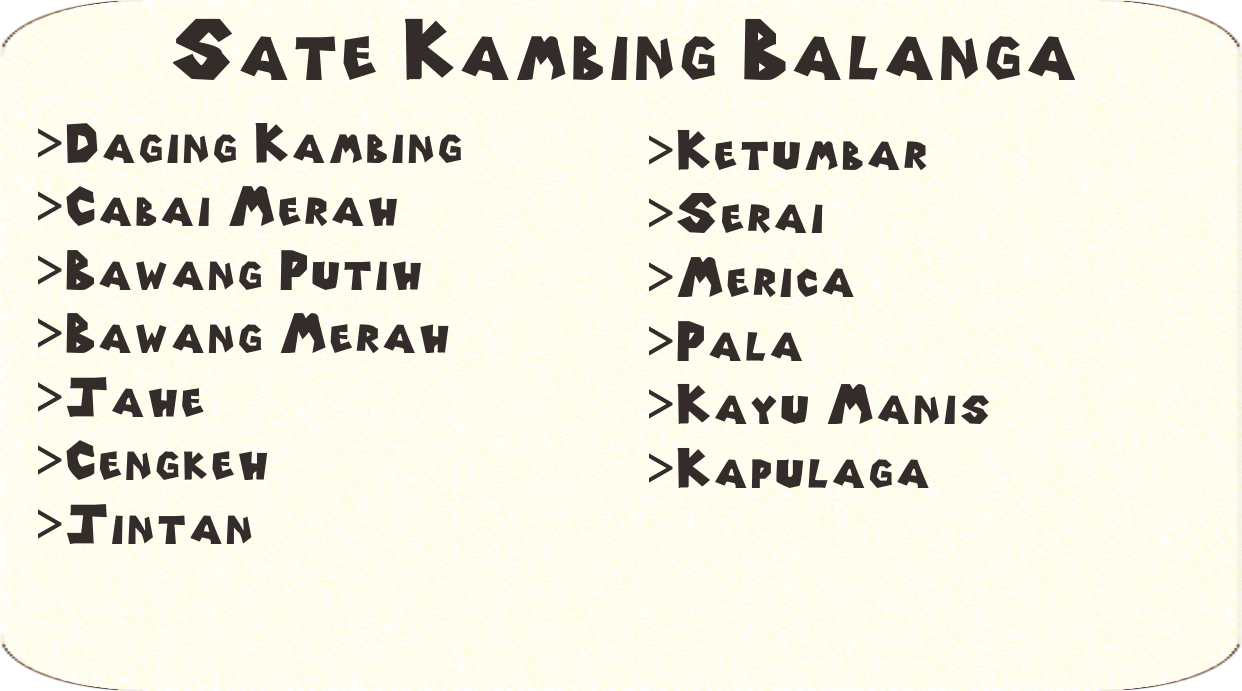 Sate Kambing Balanga
>Daging Kambing
>Cabai Merah
>Bawang Putih
>Bawang Merah
>Jahe
>Cengkeh
>Jintan
>Ketumbar
>Serai
>Merica
>Pala
>Kayu Manis
>Kapulaga